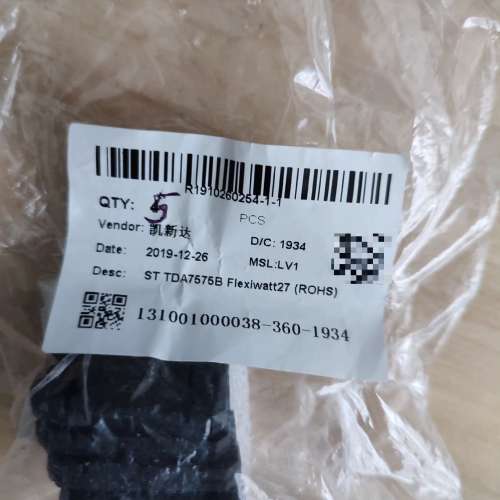 R1910260254-1-1
QTY: 5 PCS
Vendor: 凯新达 D/C: 1934
Date: 2019-12-26 MSL:LV1
Desc: ST TDA7575B Flexiwatt27 (ROHS)
131001000038-360-1934